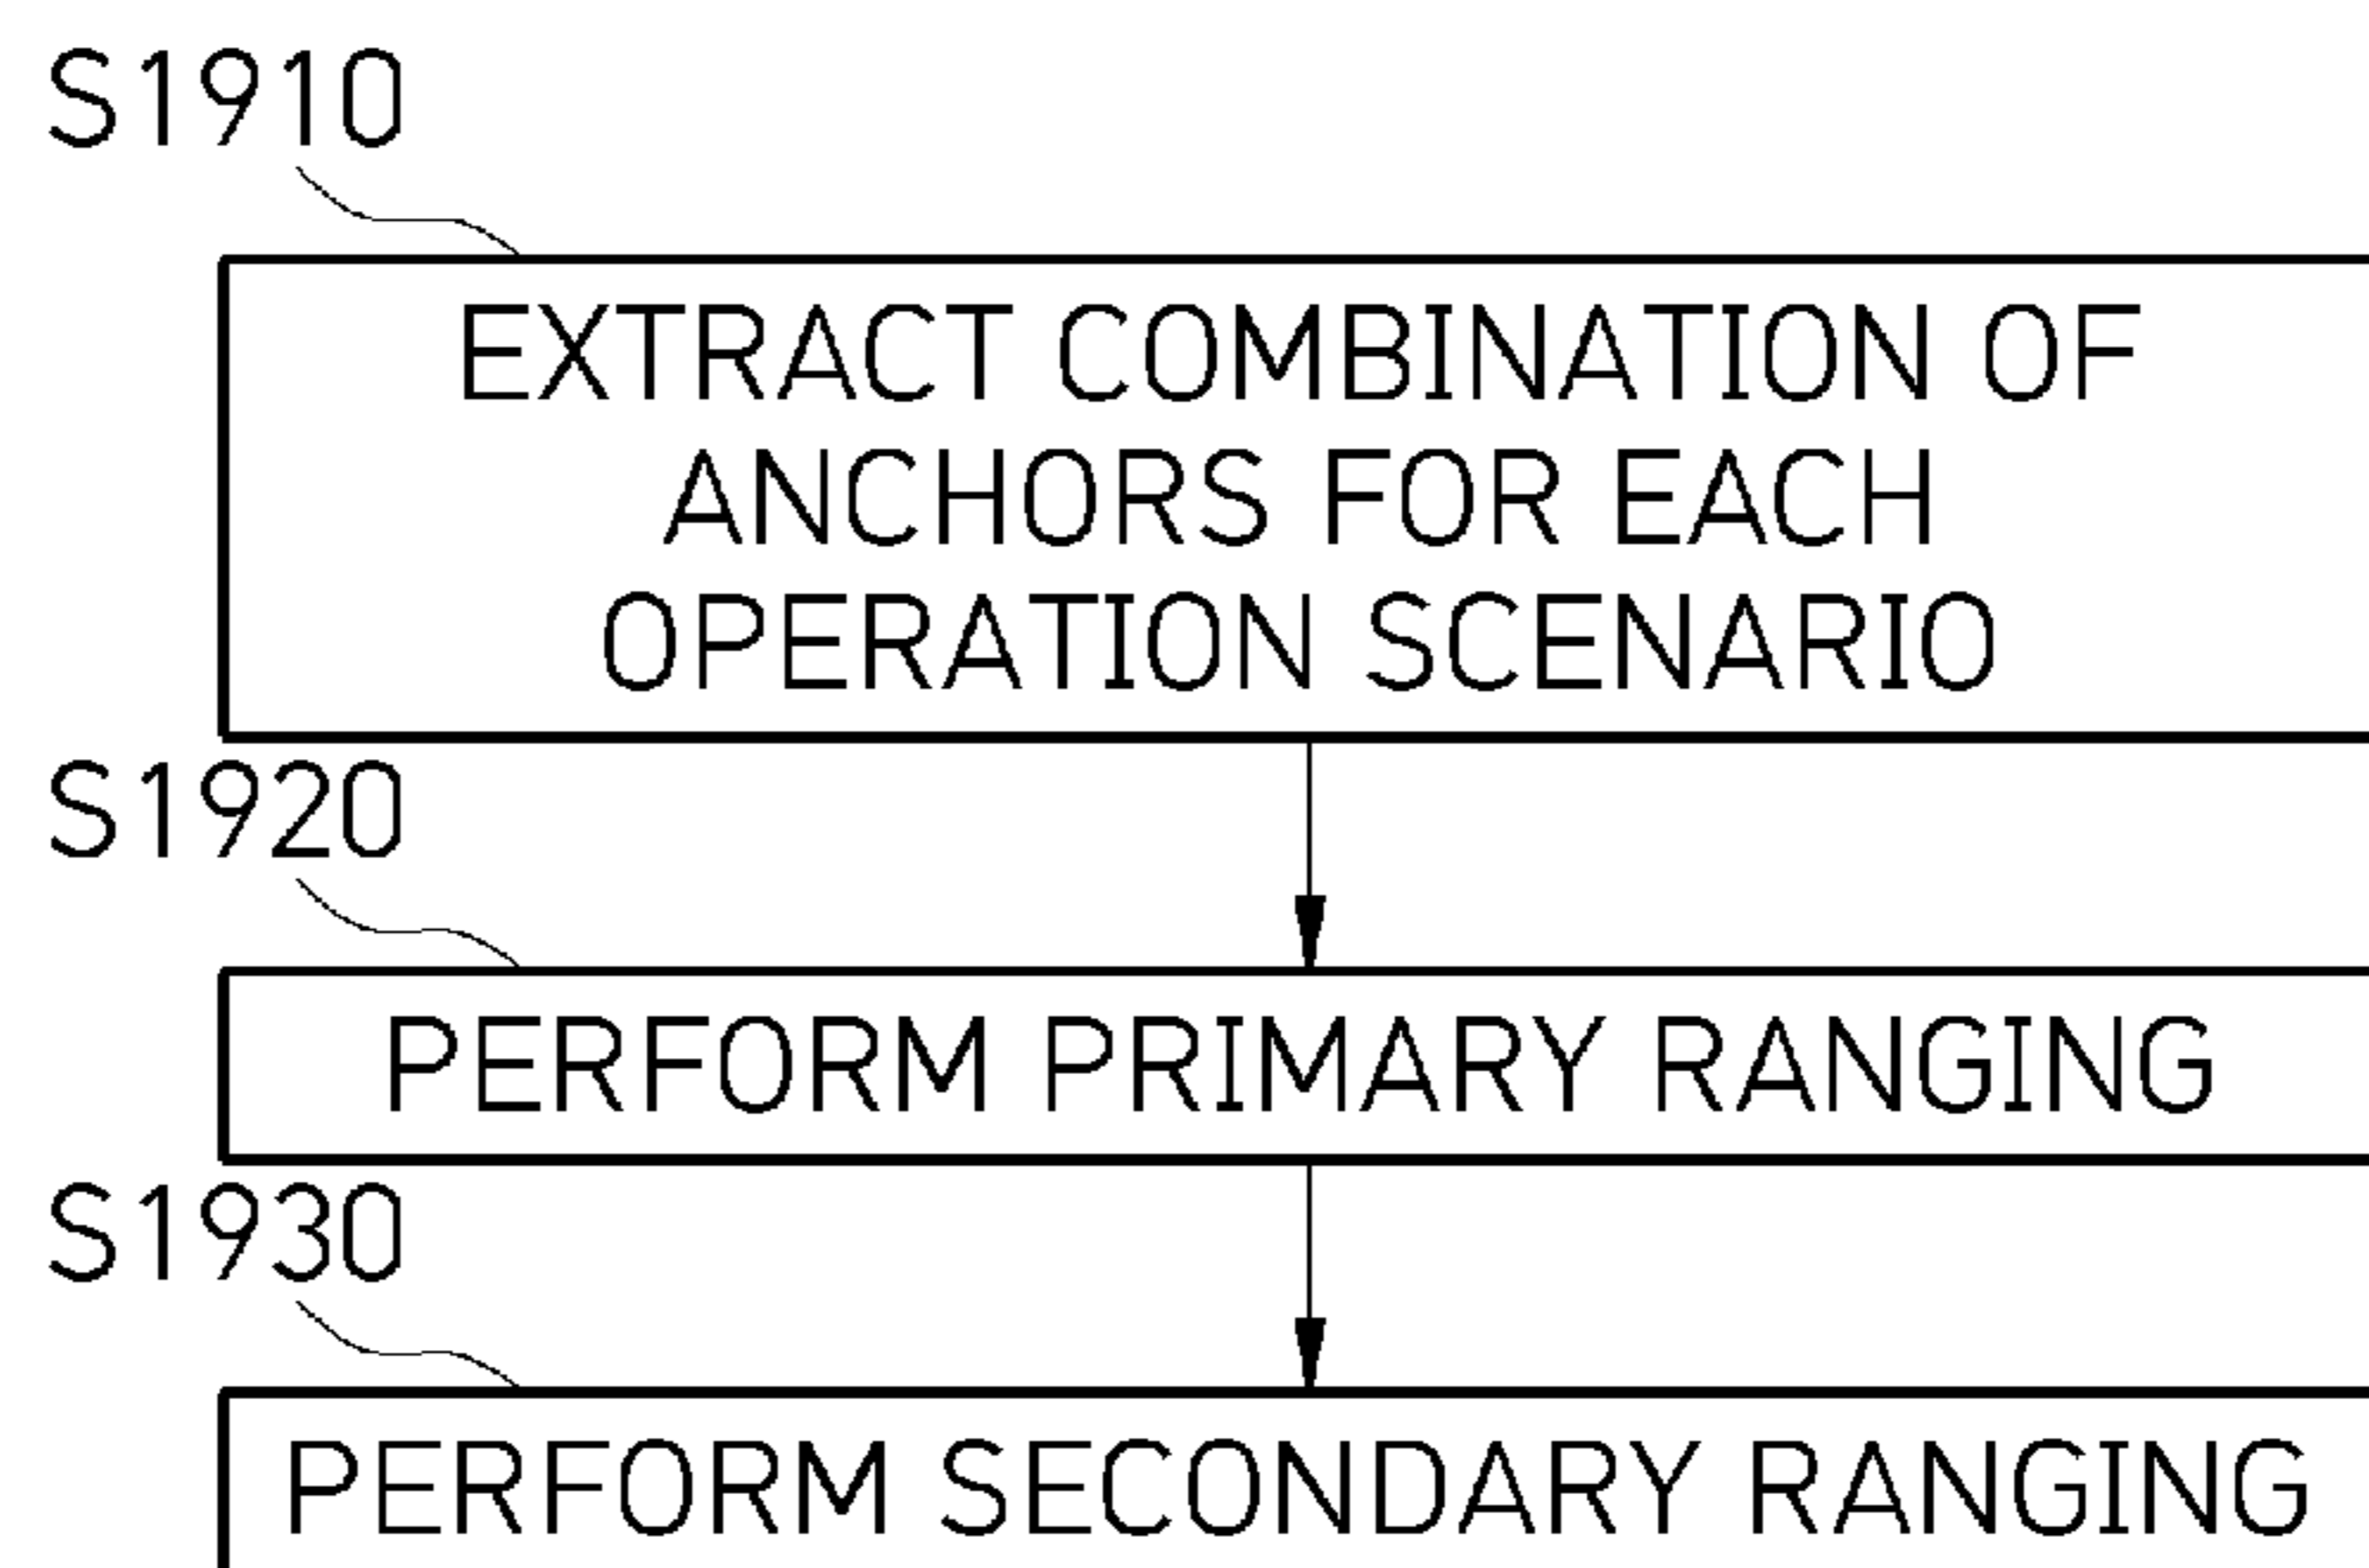 S1910
EXTRACT COMBINATION OF
ANCHORS FOR EACH
OPERATION SCENARIO
S1920
PERFORM PRIMARY RANGING
S1930
PERFORM SECONDARY RANGING